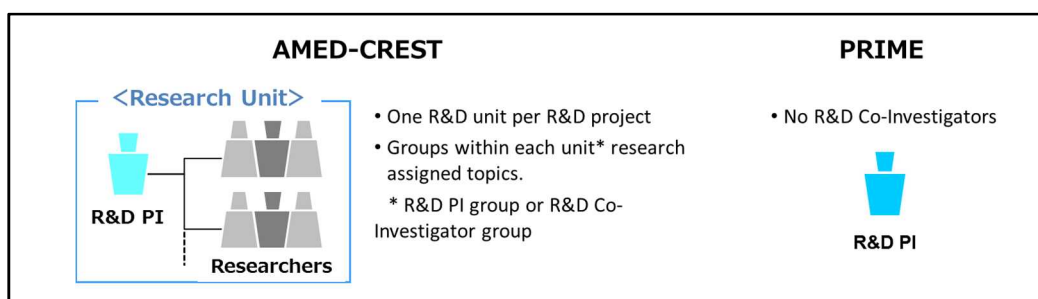 AMED-CREST
<Research Unit>
R&D PI
Researchers
• One R&D unit per R&D project
• Groups within each unit* research
assigned topics.
* R&D PI group or R&D Co-
Investigator group
PRIME
• No R&D Co-Investigators
R&D PI